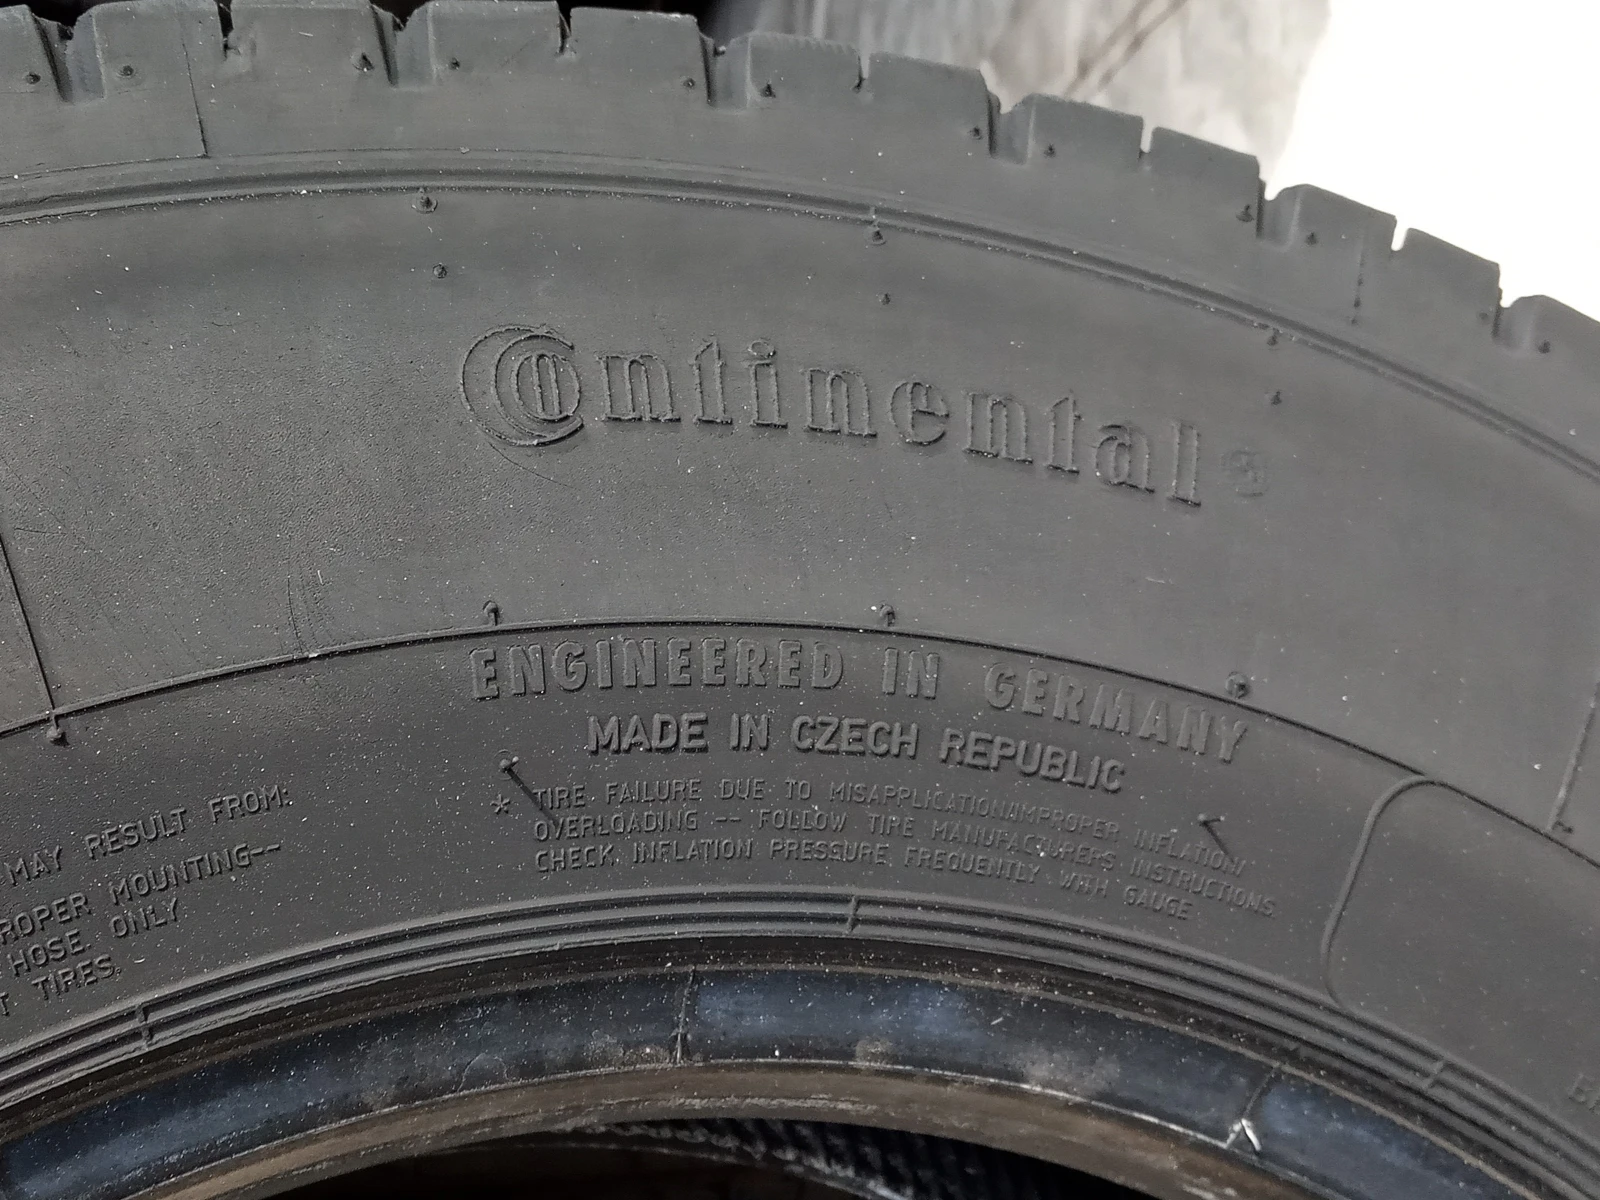 Continental®
ENGINEERED IN GERMANY
MADE IN CZECH REPUBLIC
* TIRE FAILURE DUE TO MISAPPLICATION/IMPROPER INFLATION/
OVERLOADING -- FOLLOW TIRE MANUFACTURERS INSTRUCTIONS.
CHECK INFLATION PRESSURE FREQUENTLY WITH GAUGE
MAY RESULT FROM:
ROPER MOUNTING--
HOSE. ONLY
T TIRES.